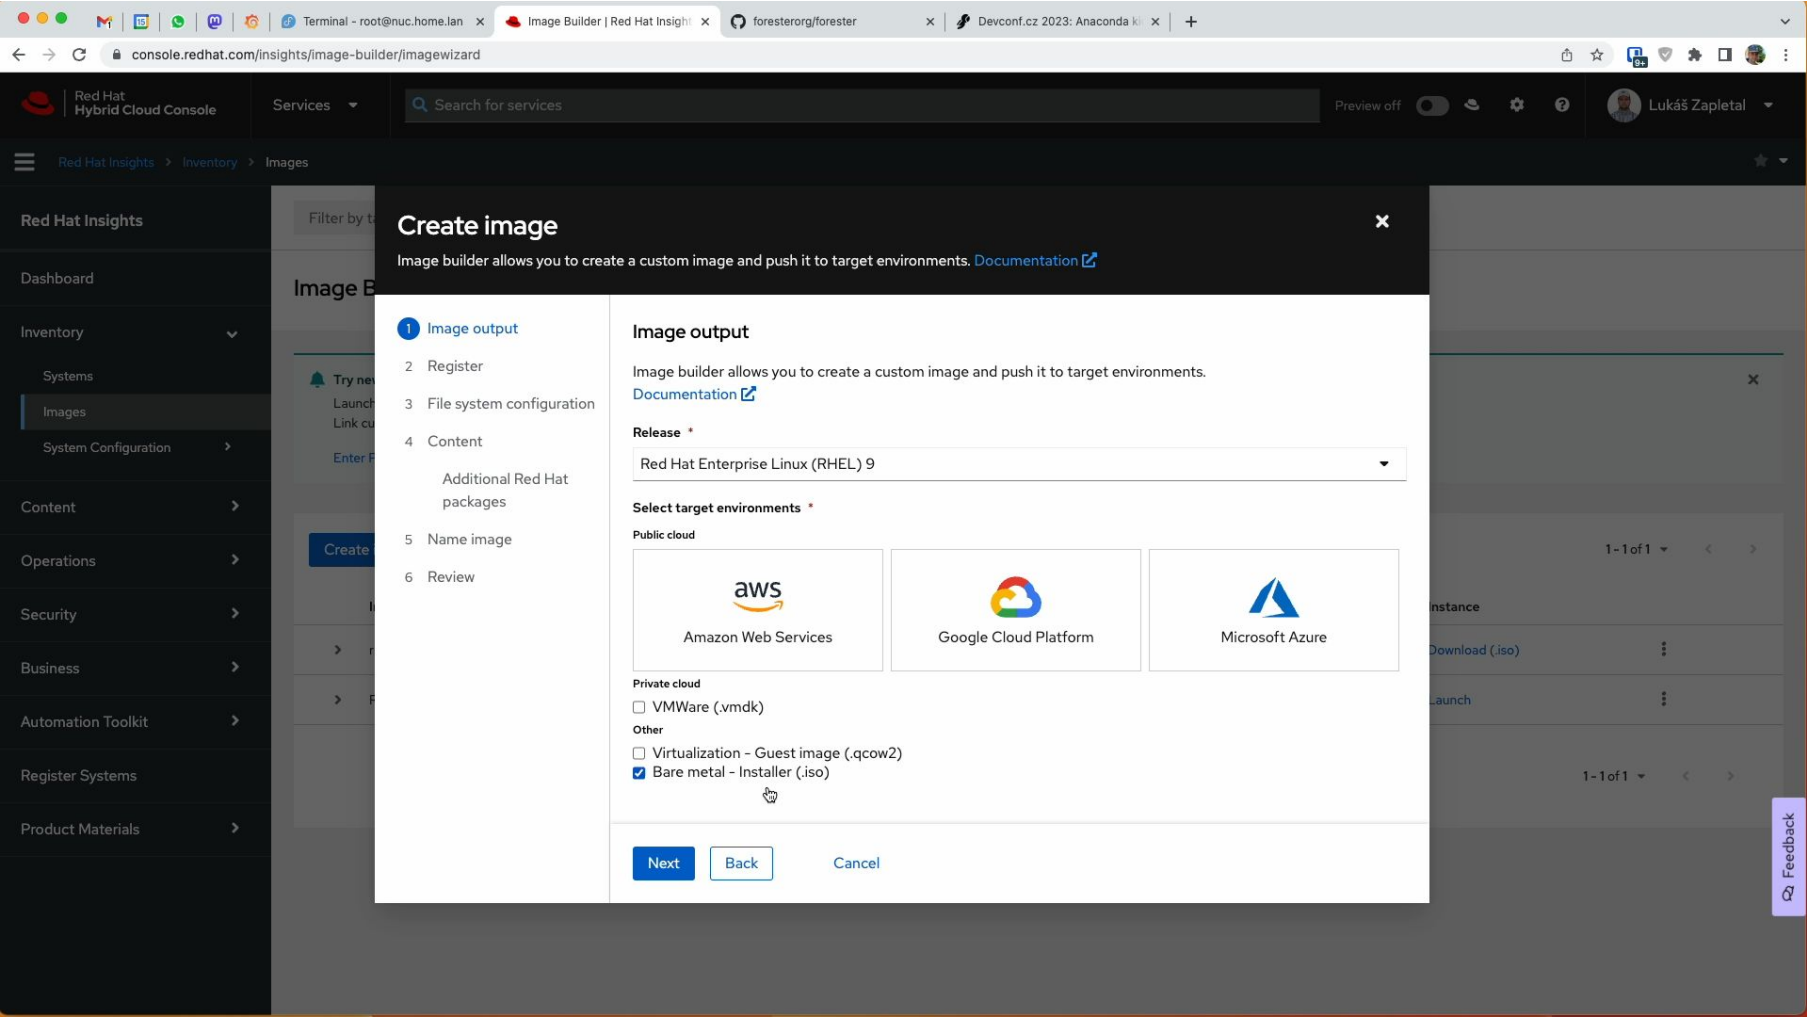 Terminal - root@nuc.home.lan
Image Builder | Red Hat Insight
foresterorg/forester
Devconf.cz 2023: Anaconda ki
console.redhat.com/insights/image-builder/imagewizard
9+
Red Hat
Hybrid Cloud Console
Services
Search for services
Preview off
Lukáš Zapletal
Red Hat Insights
Inventory
Images
Red Hat Insights
Filter by ta
Dashboard
Inventory
Systems
Images
System Configuration
Content
Operations
Security
Business
Automation Toolkit
Register Systems
Product Materials
Image B
Try new
Launch
Link cu
Enter P
Create i
Create image
Image builder allows you to create a custom image and push it to target environments. Documentation
1 Image output
2 Register
3 File system configuration
4 Content
Additional Red Hat
packages
5 Name image
6 Review
Image output
Image builder allows you to create a custom image and push it to target environments.
Documentation
Release *
Red Hat Enterprise Linux (RHEL) 9
Select target environments *
Public cloud
aws
Amazon Web Services
Google Cloud Platform
Microsoft Azure
Private cloud
VMWare (.vmdk)
Other
Virtualization - Guest image (.qcow2)
Bare metal - Installer (.iso)
Next
Back
Cancel
1 - 1 of 1
Instance
Download (.iso)
Launch
1 - 1 of 1
Feedback